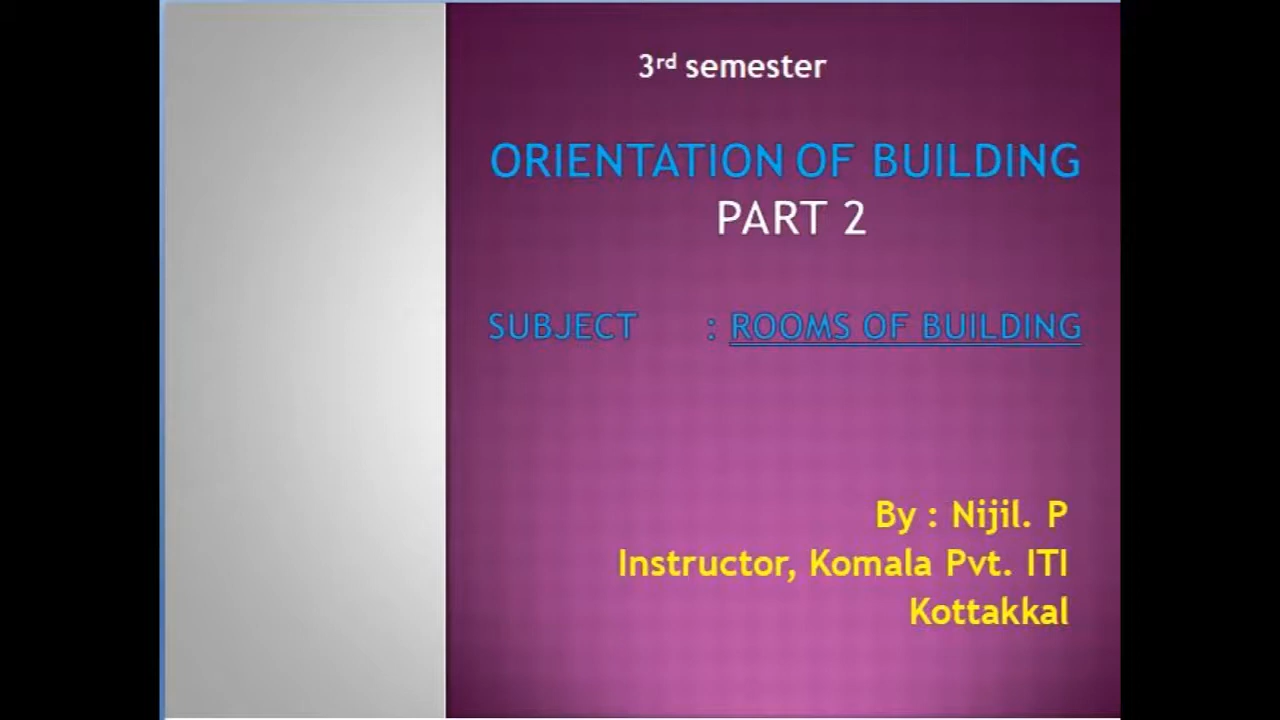 3rd semester
ORIENTATION OF BUILDING
PART 2
SUBJECT : ROOMS OF BUILDING
By : Nijil. P
Instructor, Komala Pvt. ITI
Kottakkal